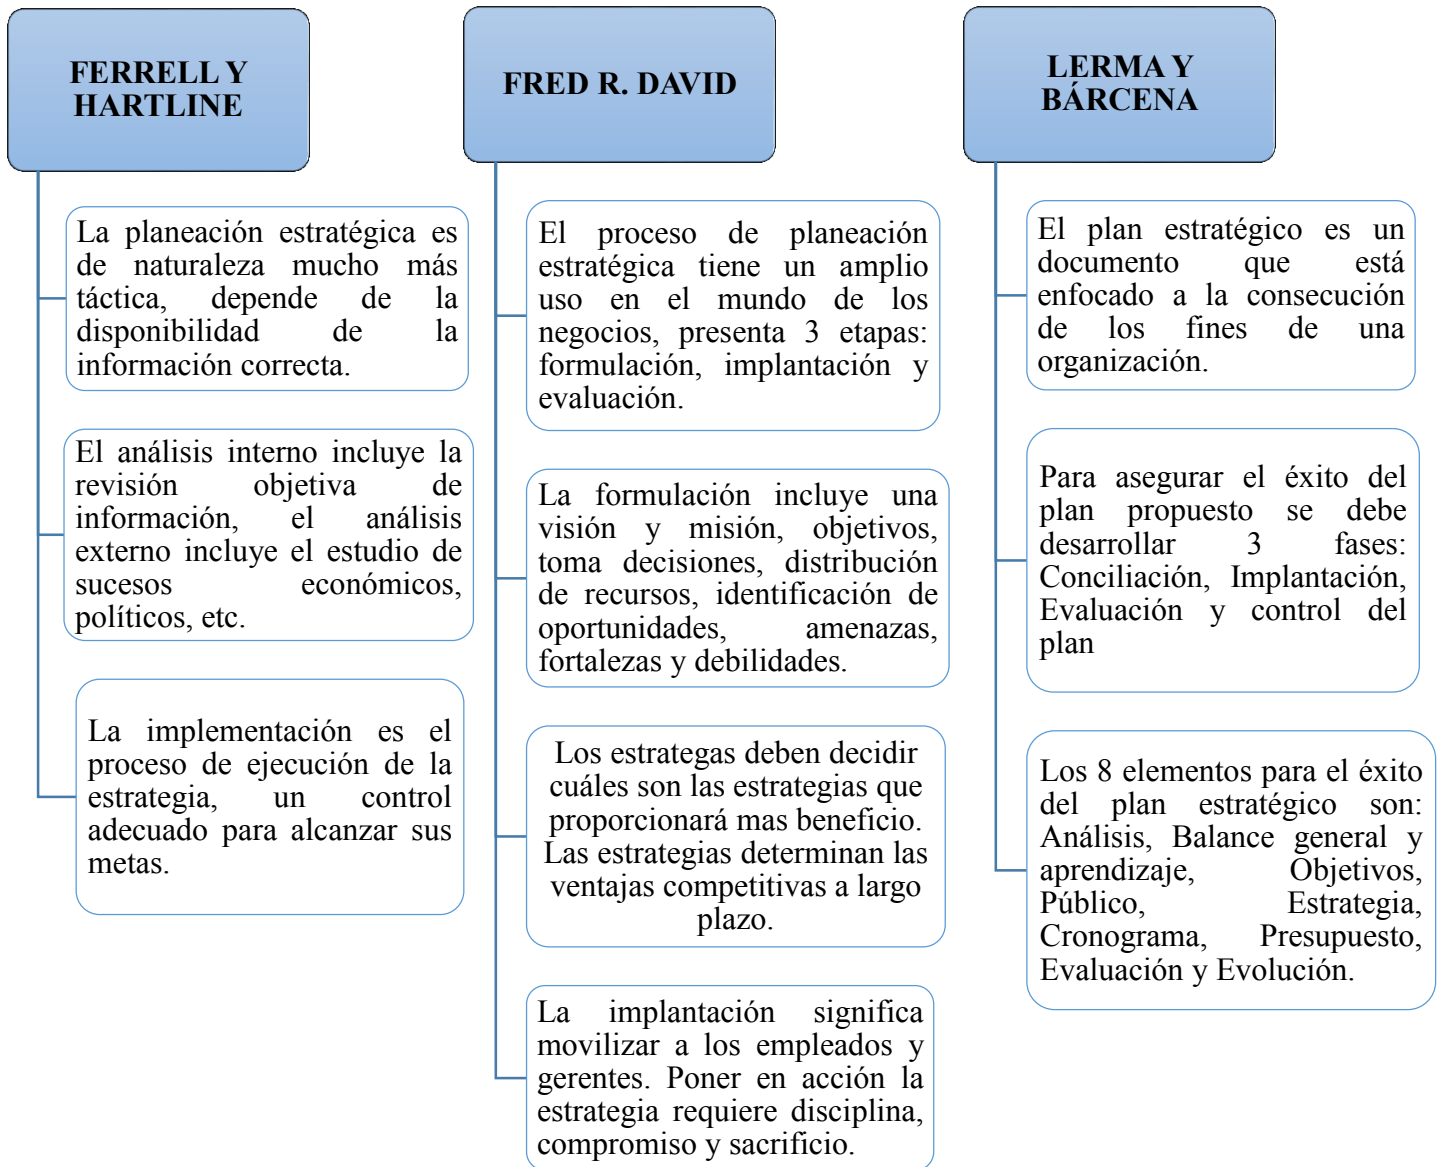 FERRELL Y
HARTLINE
La planeación estratégica es
de naturaleza mucho más
táctica, depende de la
disponibilidad de la
información correcta.
El análisis interno incluye la
revisión objetiva de
información, el análisis
externo incluye el estudio de
sucesos económicos,
políticos, etc.
La implementación es el
proceso de ejecución de la
estrategia, un control
adecuado para alcanzar sus
metas.
FRED R. DAVID
El proceso de planeación
estratégica tiene un amplio
uso en el mundo de los
negocios, presenta 3 etapas:
formulación, implantación y
evaluación.
La formulación incluye una
visión y misión, objetivos,
toma decisiones, distribución
de recursos, identificación de
oportunidades, amenazas,
fortalezas y debilidades.
Los estrategas deben decidir
cuáles son las estrategias que
proporcionará mas beneficio.
Las estrategias determinan las
ventajas competitivas a largo
plazo.
La implantación significa
movilizar a los empleados y
gerentes. Poner en acción la
estrategia requiere disciplina,
compromiso y sacrificio.
LERMA Y
BÁRCENA
El plan estratégico es un
documento que está
enfocado a la consecución
de los fines de una
organización.
Para asegurar el éxito del
plan propuesto se debe
desarrollar 3 fases:
Conciliación, Implantación,
Evaluación y control del
plan
Los 8 elementos para el éxito
del plan estratégico son:
Análisis, Balance general y
aprendizaje, Objetivos,
Público, Estrategia,
Cronograma, Presupuesto,
Evaluación y Evolución.